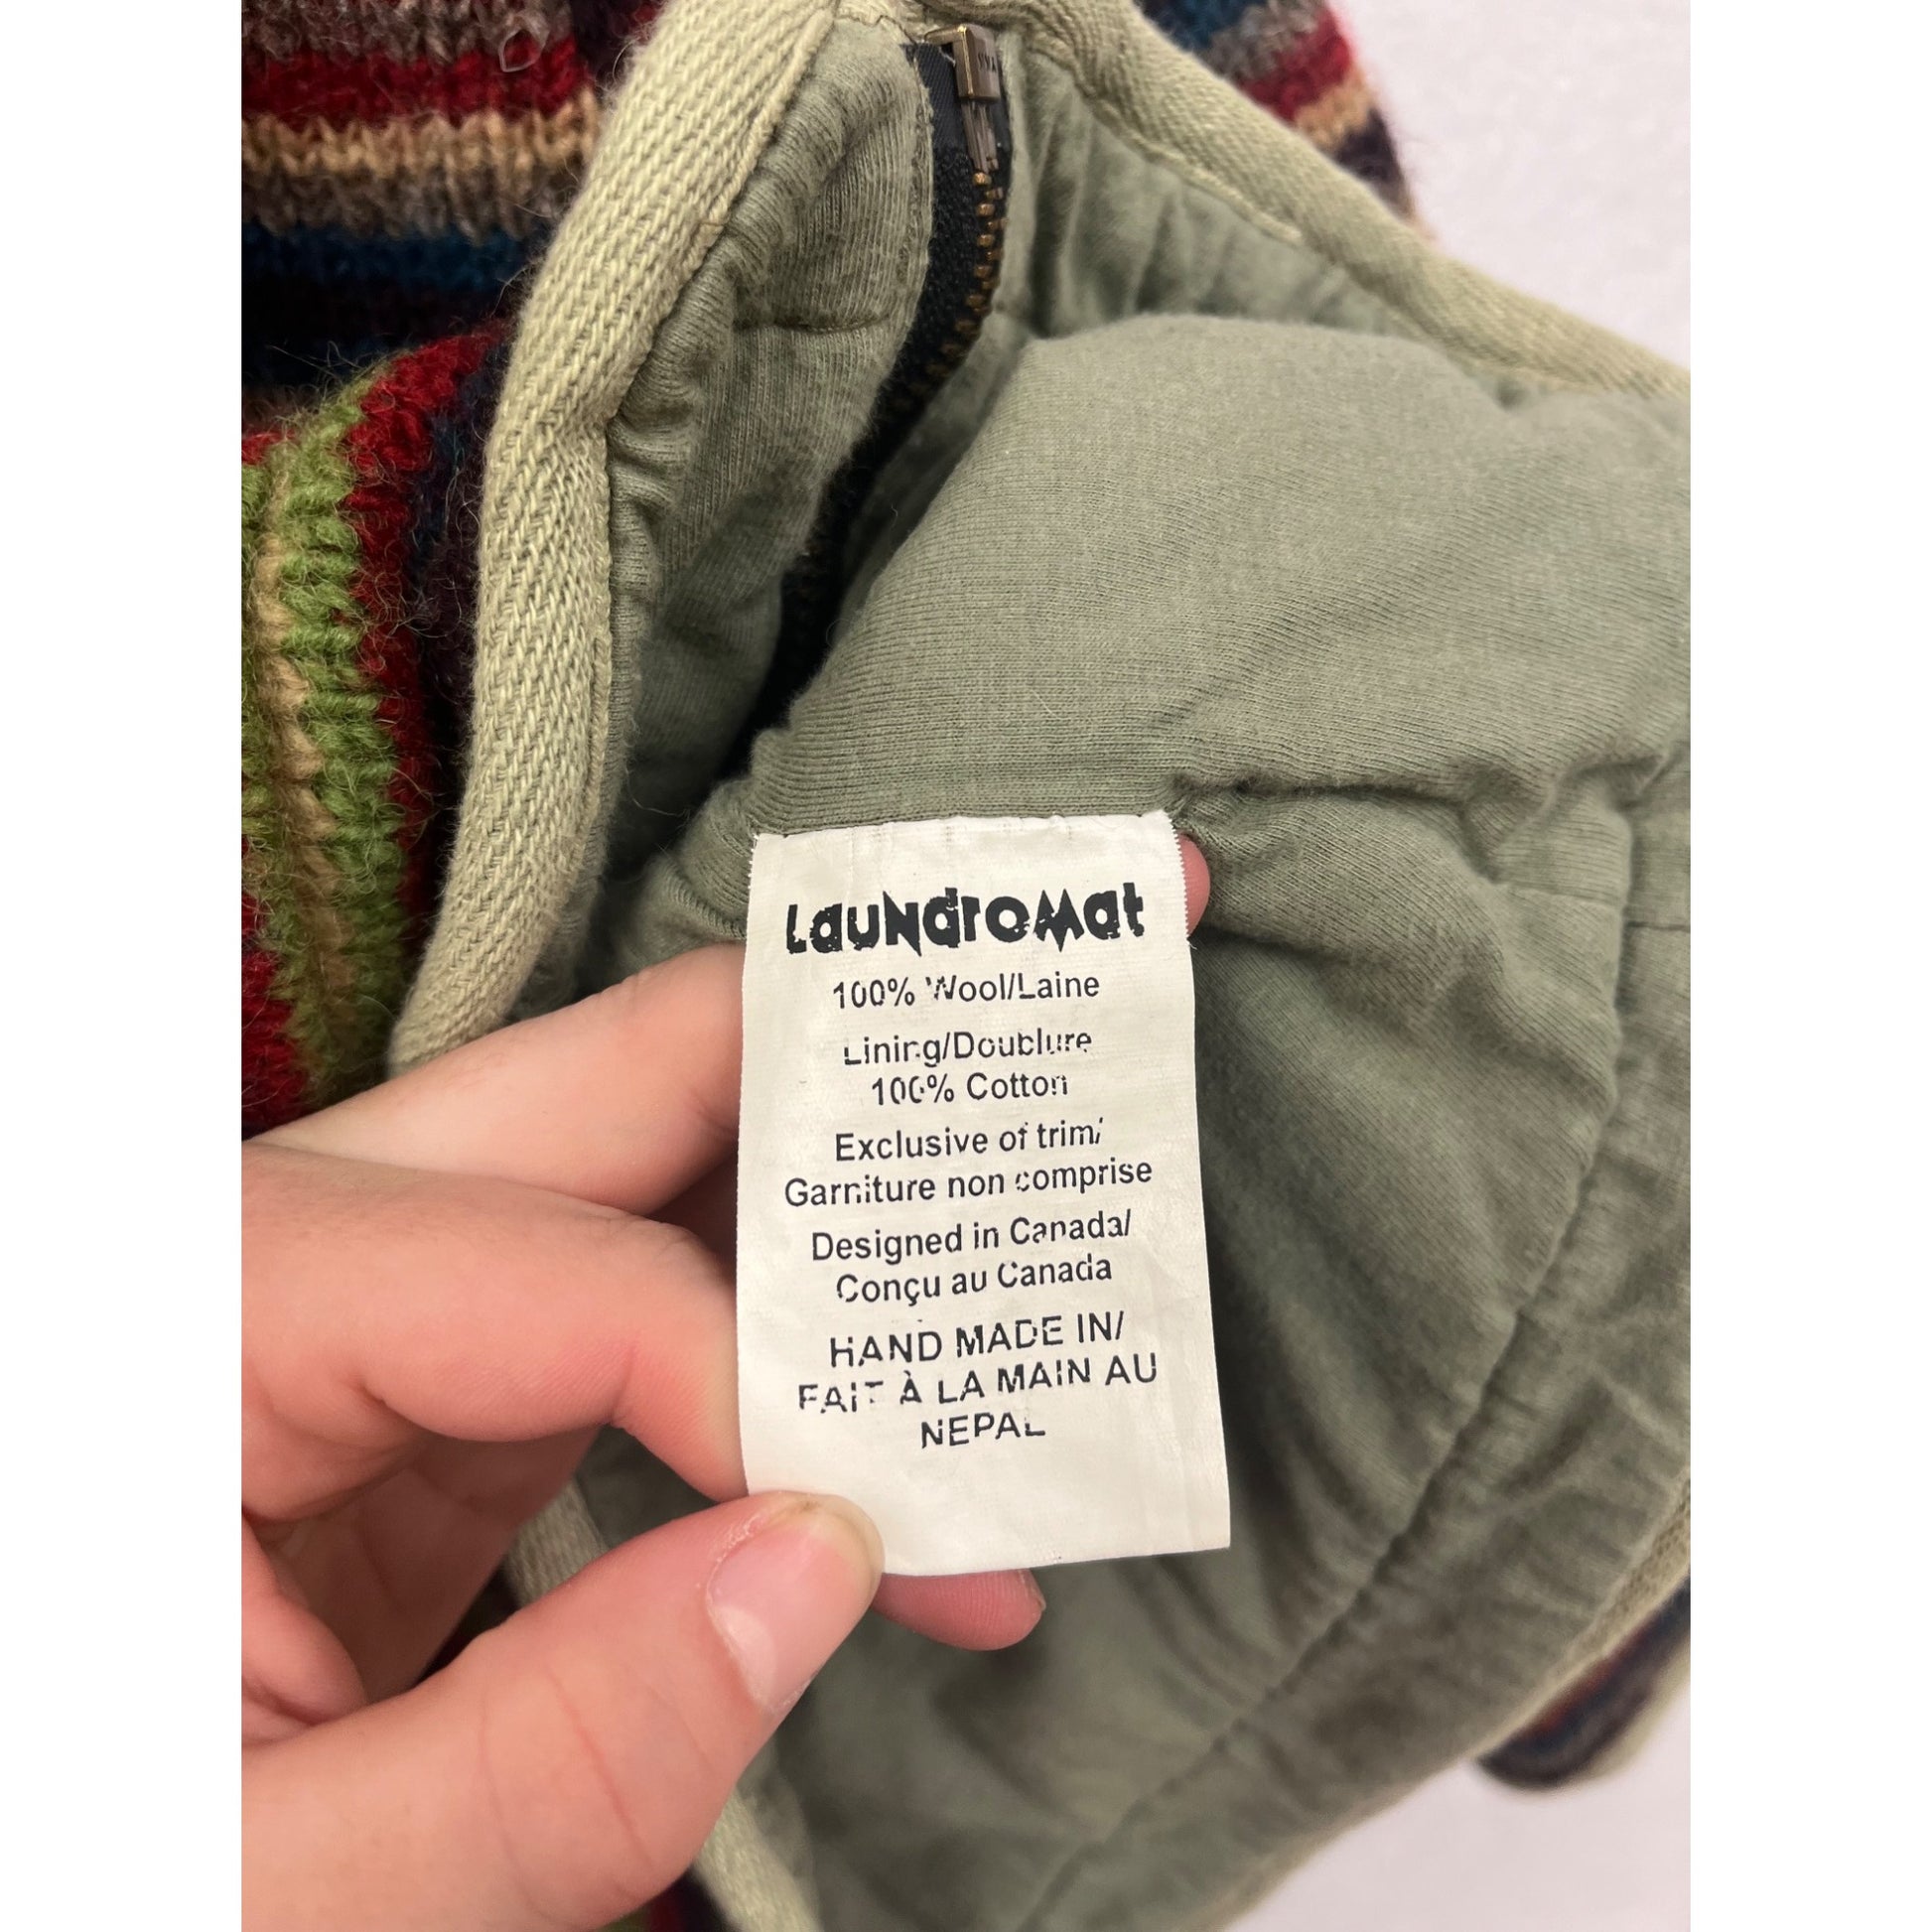 LauNdroMat
100% Wool/Laine
Lining/Doublure
100% Cotton
Exclusive of trim/
Garniture non comprise
Designed in Canada/
Conçu au Canada
HAND MADE IN/
FAIT À LA MAIN AU
NEPAL